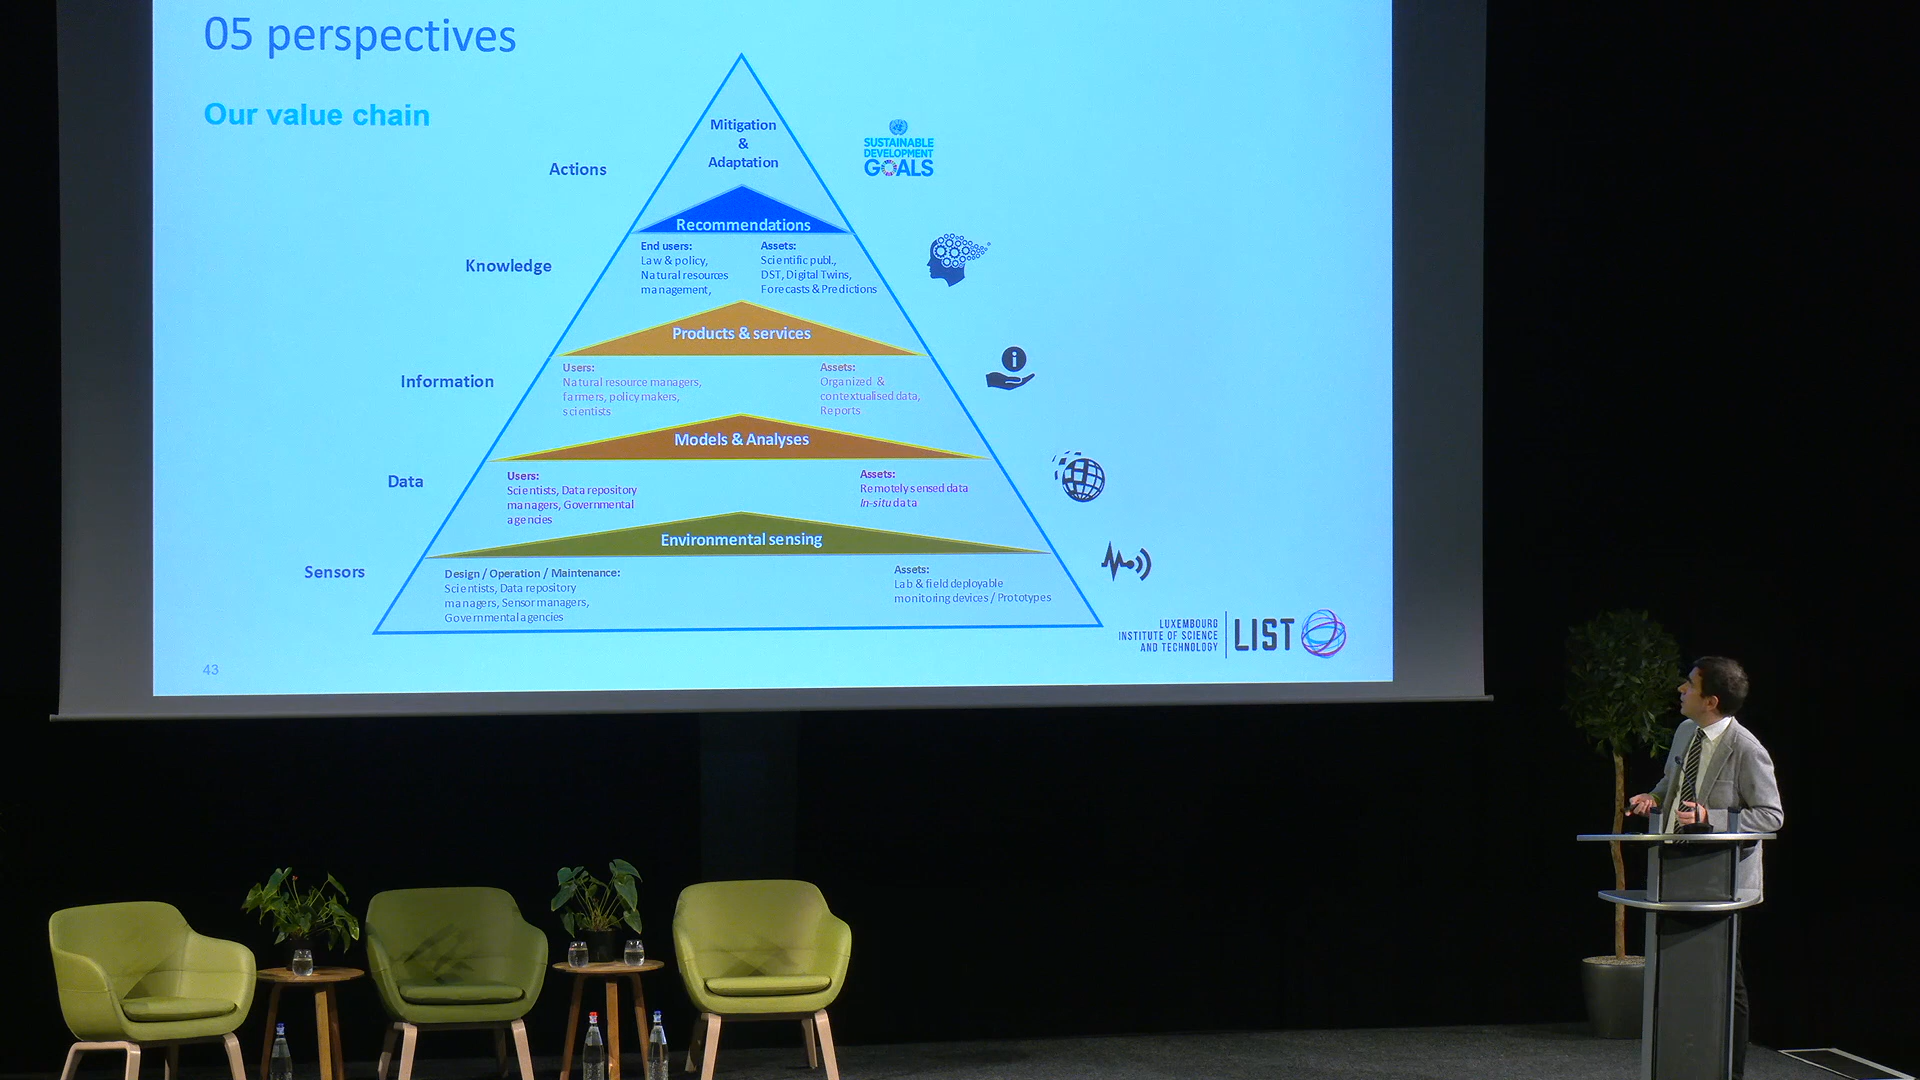 05 perspectives
Our value chain
Mitigation
&
Adaptation
Actions
SUSTAINABLE
DEVELOPMENT
GOALS
Recommendations
Knowledge
End users:
Law & policy,
Natural resources
management,
Assets:
Scientific publ.,
DST, Digital Twins,
Forecasts & Predictions
Products & services
Information
Users:
Natural resource managers,
farmers, policy makers,
scientists
Assets:
Organized &
contextualised data,
Reports
Models & Analyses
Data
Users:
Scientists, Data repository
managers, Governmental
agencies
Assets:
Remotely sensed data
In-situ data
Environmental sensing
Sensors
Design / Operation / Maintenance:
Scientists, Data repository
managers, Sensor managers,
Governmental agencies
Assets:
Lab & field deployable
monitoring devices / Prototypes
LUXEMBOURG
INSTITUTE OF SCIENCE
AND TECHNOLOGY
LIST
43